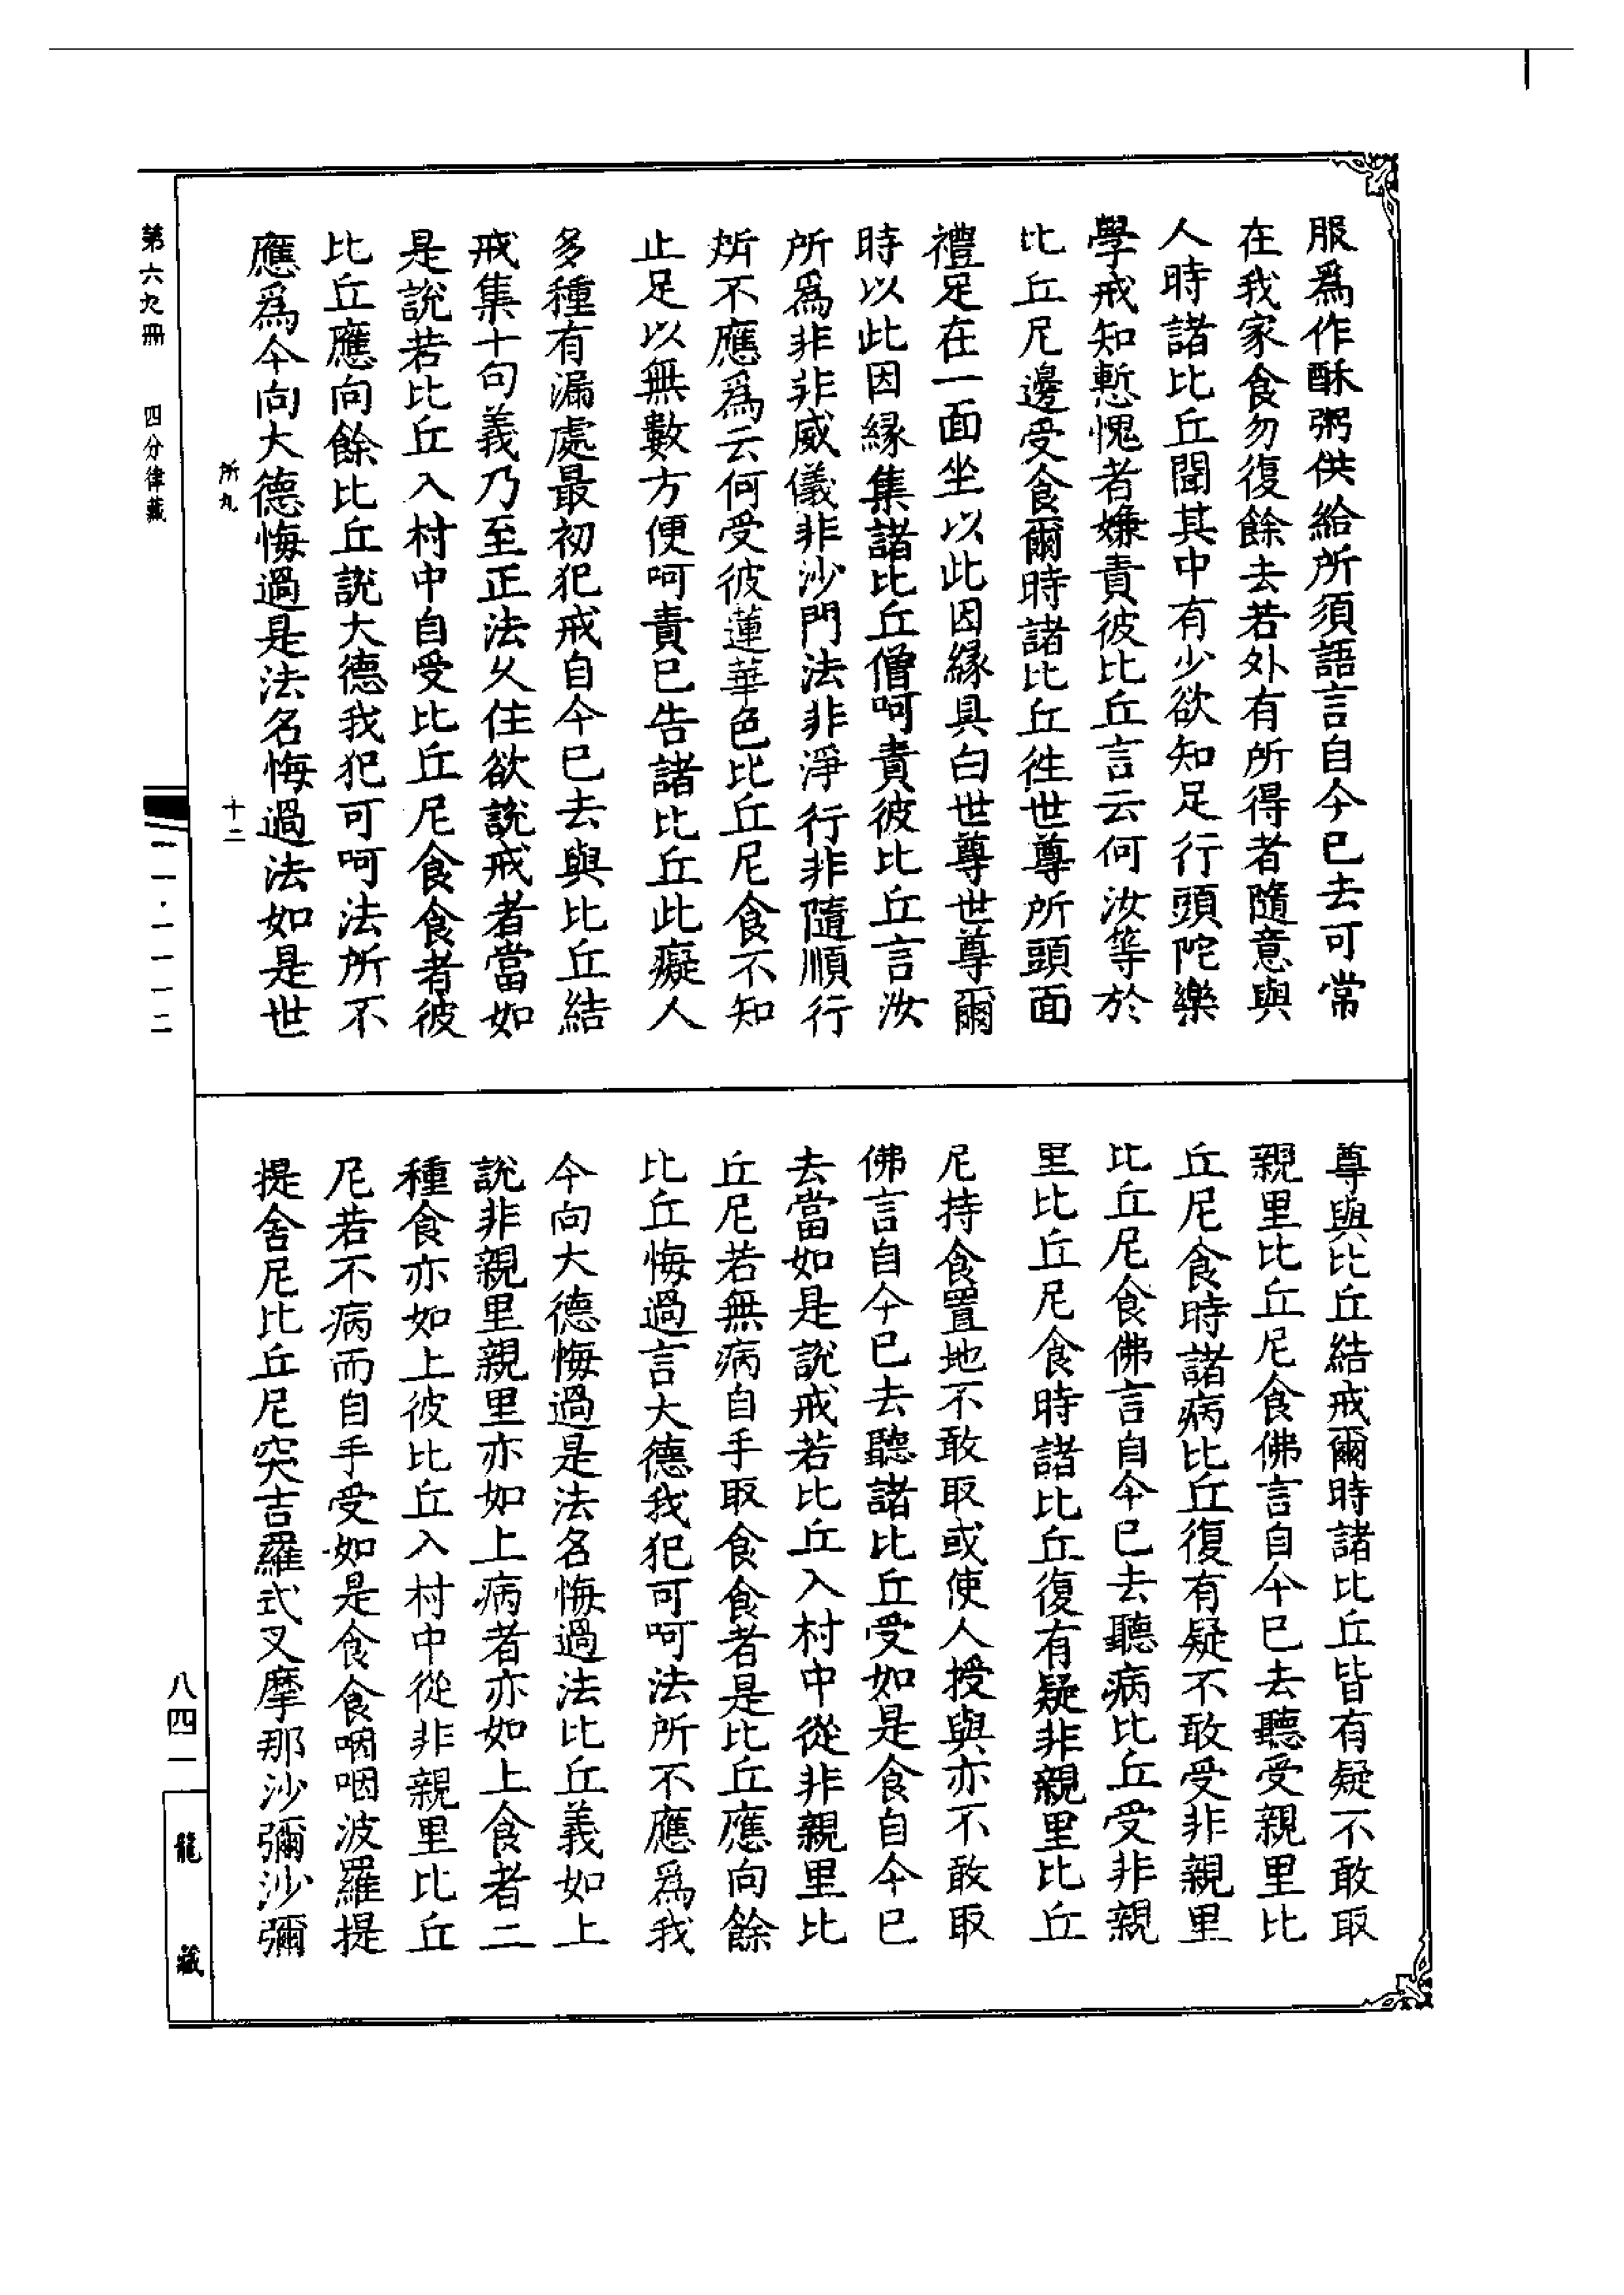 服爲作酥粥供給所須語言自今已去可常
在我家食勿復餘去若外有所得者隨意與
人時諸比丘聞其中有少欲知足行頭陀樂
學戒知慙愧者嫌責彼比丘言云何汝等於
比丘尼邊受食爾時諸比丘徃世尊所頭面
禮足在一面坐以此因緣具白世尊世尊爾
時以此因緣集諸比丘僧呵責彼比丘言汝
所爲非非威儀非沙門法非淨行非隨順行
所不應爲云何受彼蓮華色比丘尼食不知
止足以無數方便呵責已告諸比丘此癡人
多種有漏處最初犯戒自今已去與比丘結
戒集十句義乃至正法久住欲說戒者當如
是說若比丘入村中自受比丘尼食食者彼
比丘應向餘比丘說大德我犯可呵法所不
應爲今向大德悔過是法名悔過法如是世
尊與比丘結戒爾時諸比丘皆有疑不敢取
親里比丘尼食佛言自今已去聽受親里比
丘尼食時諸病比丘復有疑不敢受非親里
比丘尼食佛言自今已去聽病比丘受非親
里比丘尼食時諸比丘復有疑非親里比丘
尼持食置地不敢取或使人授與亦不敢取
佛言自今已去聽諸比丘受如是食自今已
去當如是說戒若比丘入村中從非親里比
丘尼若無病自手取食食者是比丘應向餘
比丘悔過言大德我犯可呵法所不應爲我
今向大德悔過是法名悔過法比丘義如上
說非親里親里亦如上病者亦如上食者二
種食亦如上彼比丘入村中從非親里比丘
尼若不病而自手受如是食食咽咽波羅提
提舍尼比丘尼突吉羅式叉摩那沙彌沙彌
第六九冊
四分律藏
所九
十二
一一·一一一二
八四一
龍藏